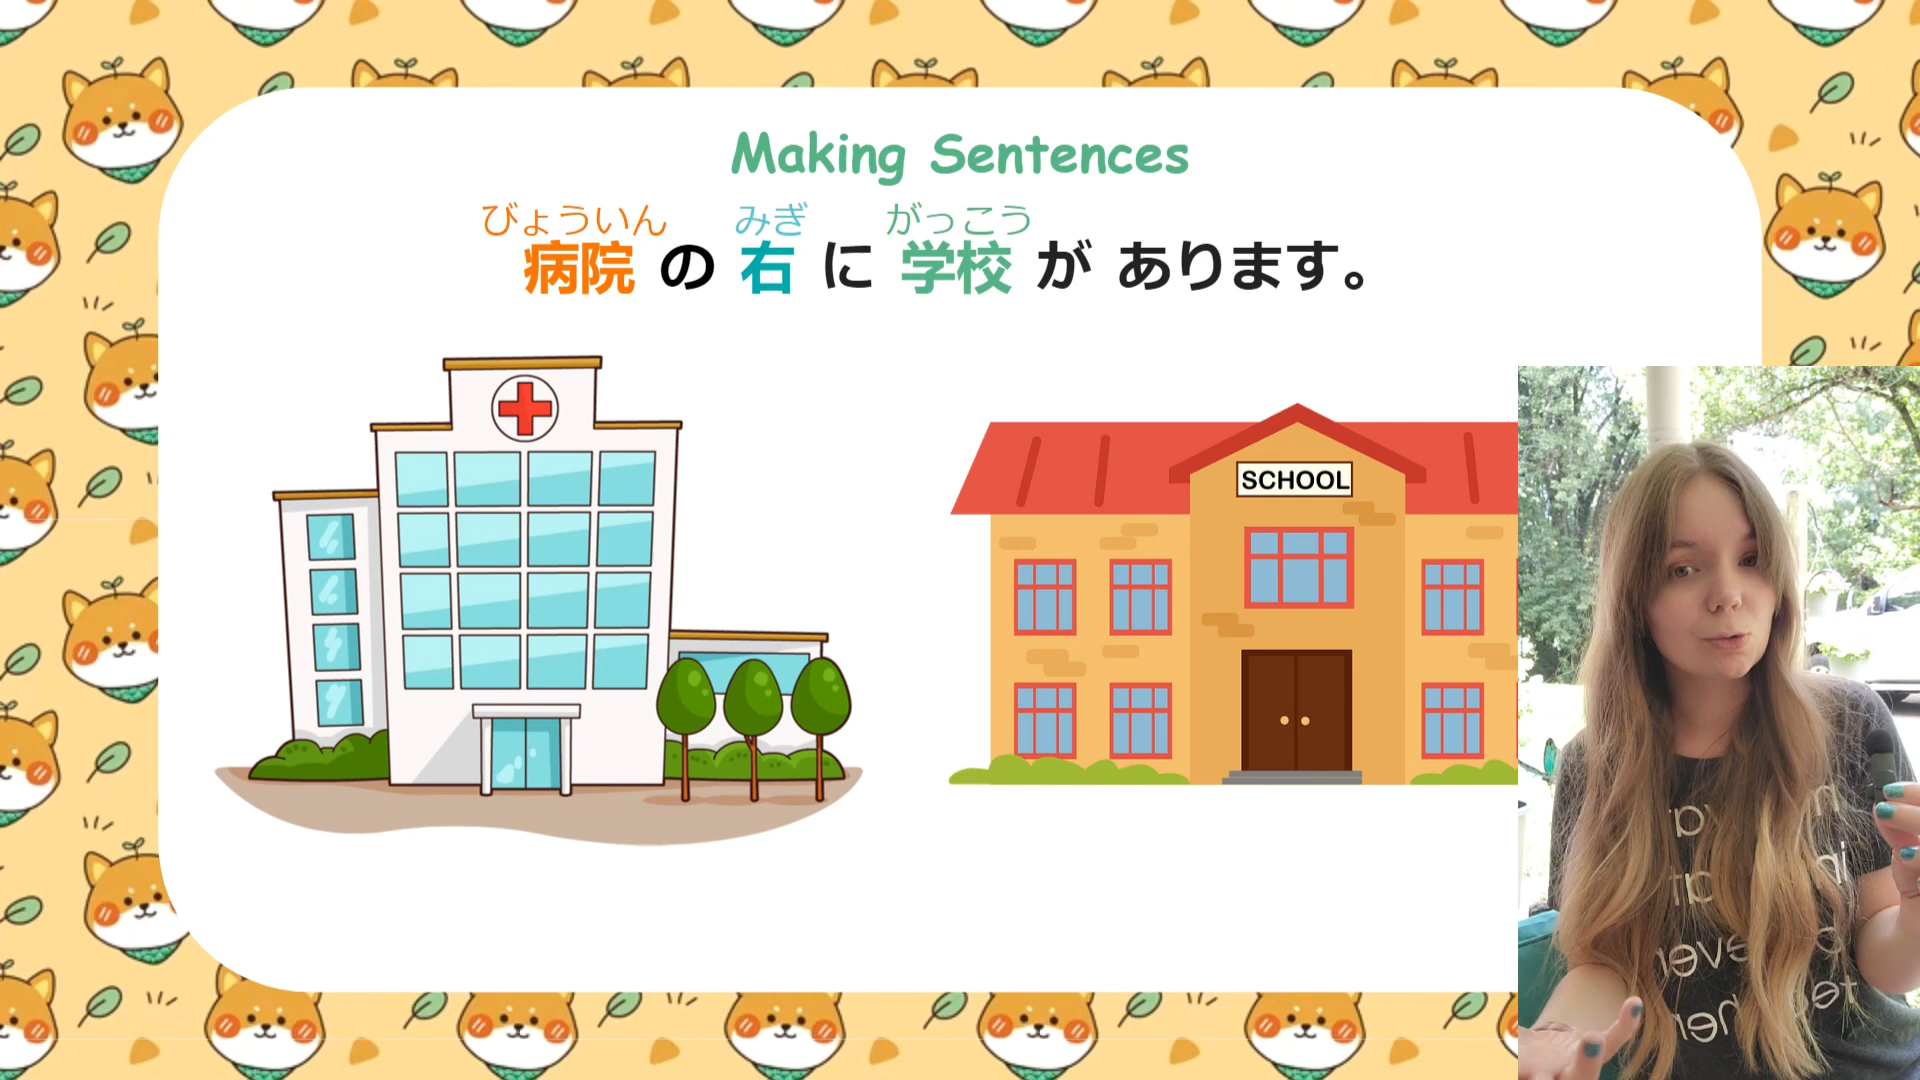 Making Sentences
びょういん みぎ がっこう
病院 の 右 に 学校 が あります。
SCHOOL